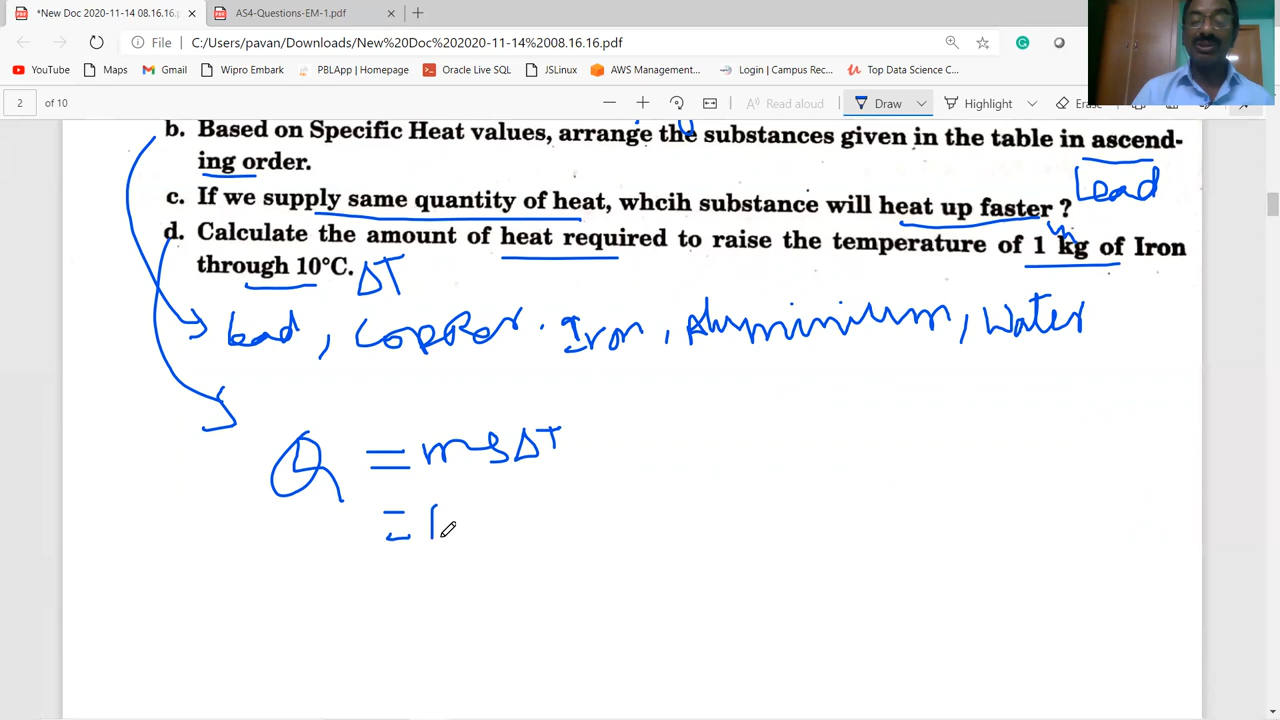 *New Doc 2020-11-14 08.16.16.p
AS4-Questions-EM-1.pdf
File
C:/Users/pavan/Downloads/New%20Doc%202020-11-14%2008.16.16.pdf
YouTube
Maps
Gmail
Wipro Embark
PBLApp | Homepage
Oracle Live SQL
JSLinux
AWS Management...
Login | Campus Rec...
Top Data Science C...
2 of 10
Read aloud
Draw
Highlight
Erase
b. Based on Specific Heat values, arrange the substances given in the table in ascend-
ing order.
Lead
c. If we supply same quantity of heat, whcih substance will heat up faster ?
m
d. Calculate the amount of heat required to raise the temperature of 1 kg of Iron
through 10°C. ΔT
Lead, Copper. Iron, Aluminium, Water
Q = msΔT
= 1